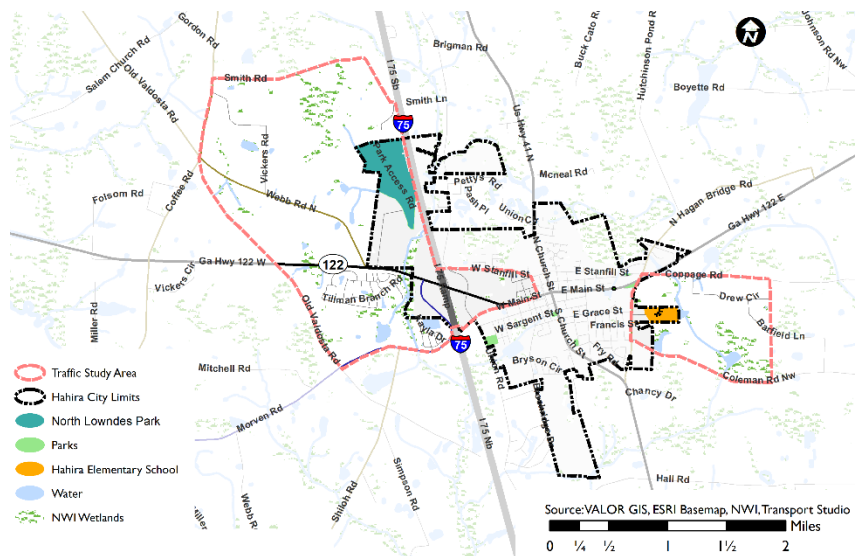 N
Gordon Rd
Salem Church Rd
Old Valdosta Rd
Smith Rd
I 75 Sb
Brigman Rd
Buck Cato Rd
Hutchinson Pond Rd
Johnson Rd Nw
Boyette Rd
Smith Ln
75
Us Hwy 41 N
Vickers Rd
Park Access Rd
Pettys Rd
Pash Pl
Union
Mcneal Rd
N Hagan Bridge Rd
Ga Hwy 122 E
Folsom Rd
Coffee Rd
Webb Rd N
Ga Hwy 122 W
122
Vickers Cir
Tillman Branch Rd
W Stanfill St
N Church St
E Stanfill St
Coppage Rd
Miller Rd
W Main St
E Main St
Drew Cir
Old Valdosta Rd
W Sargent St
E Grace St
Francis St
Batfield Ln
75
S Church St
Fry Rd
Bryson Cir
Mitchell Rd
Coleman Rd Nw
Chancy Dr
Morven Rd
I 75 Nb
Simpson Rd
Shiloh Rd
Hall Rd
Webb Rd
Miller
Traffic Study Area
Hahira City Limits
North Lowndes Park
Parks
Hahira Elementary School
Water
NWI Wetlands
Source:VALOR GIS, ESRI Basemap, NWI, Transport Studio
Miles
0 ¼ ½ 1 1½ 2